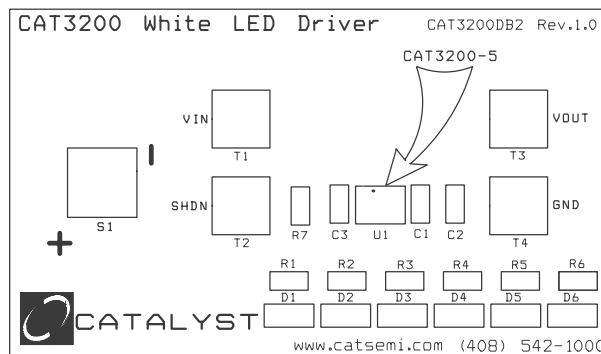 CAT3200 White LED Driver CAT3200DB2 Rev.1.0
CAT3200-5
VIN VOUT
T1 T3
SHDN GND
S1 T2 R7 C3 U1 C1 C2 T4
+ -
R1 R2 R3 R4 R5 R6
D1 D2 D3 D4 D5 D6
CATALYST
www.catsemi.com (408) 542-1000